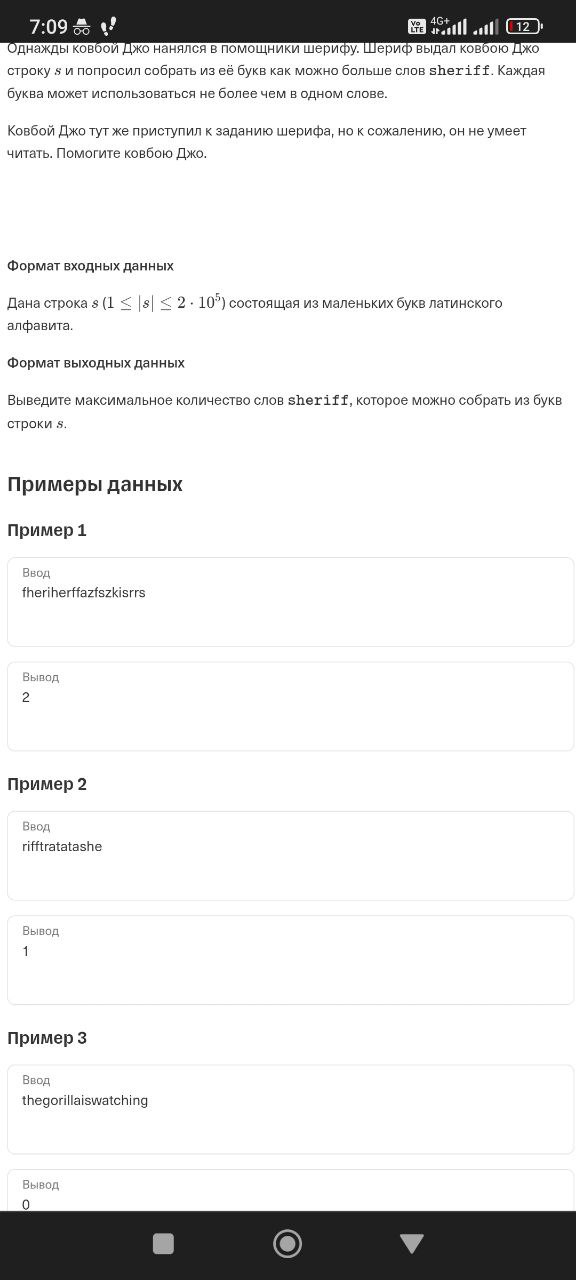 7:09
Vo LTE 4G+ 12
Однажды ковбой Джо нанялся в помощники шерифу. Шериф выдал ковбою Джо
строку s и попросил собрать из её букв как можно больше слов sheriff. Каждая
буква может использоваться не более чем в одном слове.
Ковбой Джо тут же приступил к заданию шерифа, но к сожалению, он не умеет
читать. Помогите ковбою Джо.
Формат входных данных
Дана строка s (1 ≤ |s| ≤ 2 · 10⁵) состоящая из маленьких букв латинского
алфавита.
Формат выходных данных
Выведите максимальное количество слов sheriff, которое можно собрать из букв
строки s.
Примеры данных
Пример 1
Ввод
fheriherffazfszkisrrs
Вывод
2
Пример 2
Ввод
rifftratatashe
Вывод
1
Пример 3
Ввод
thegorillaiswatching
Вывод
0